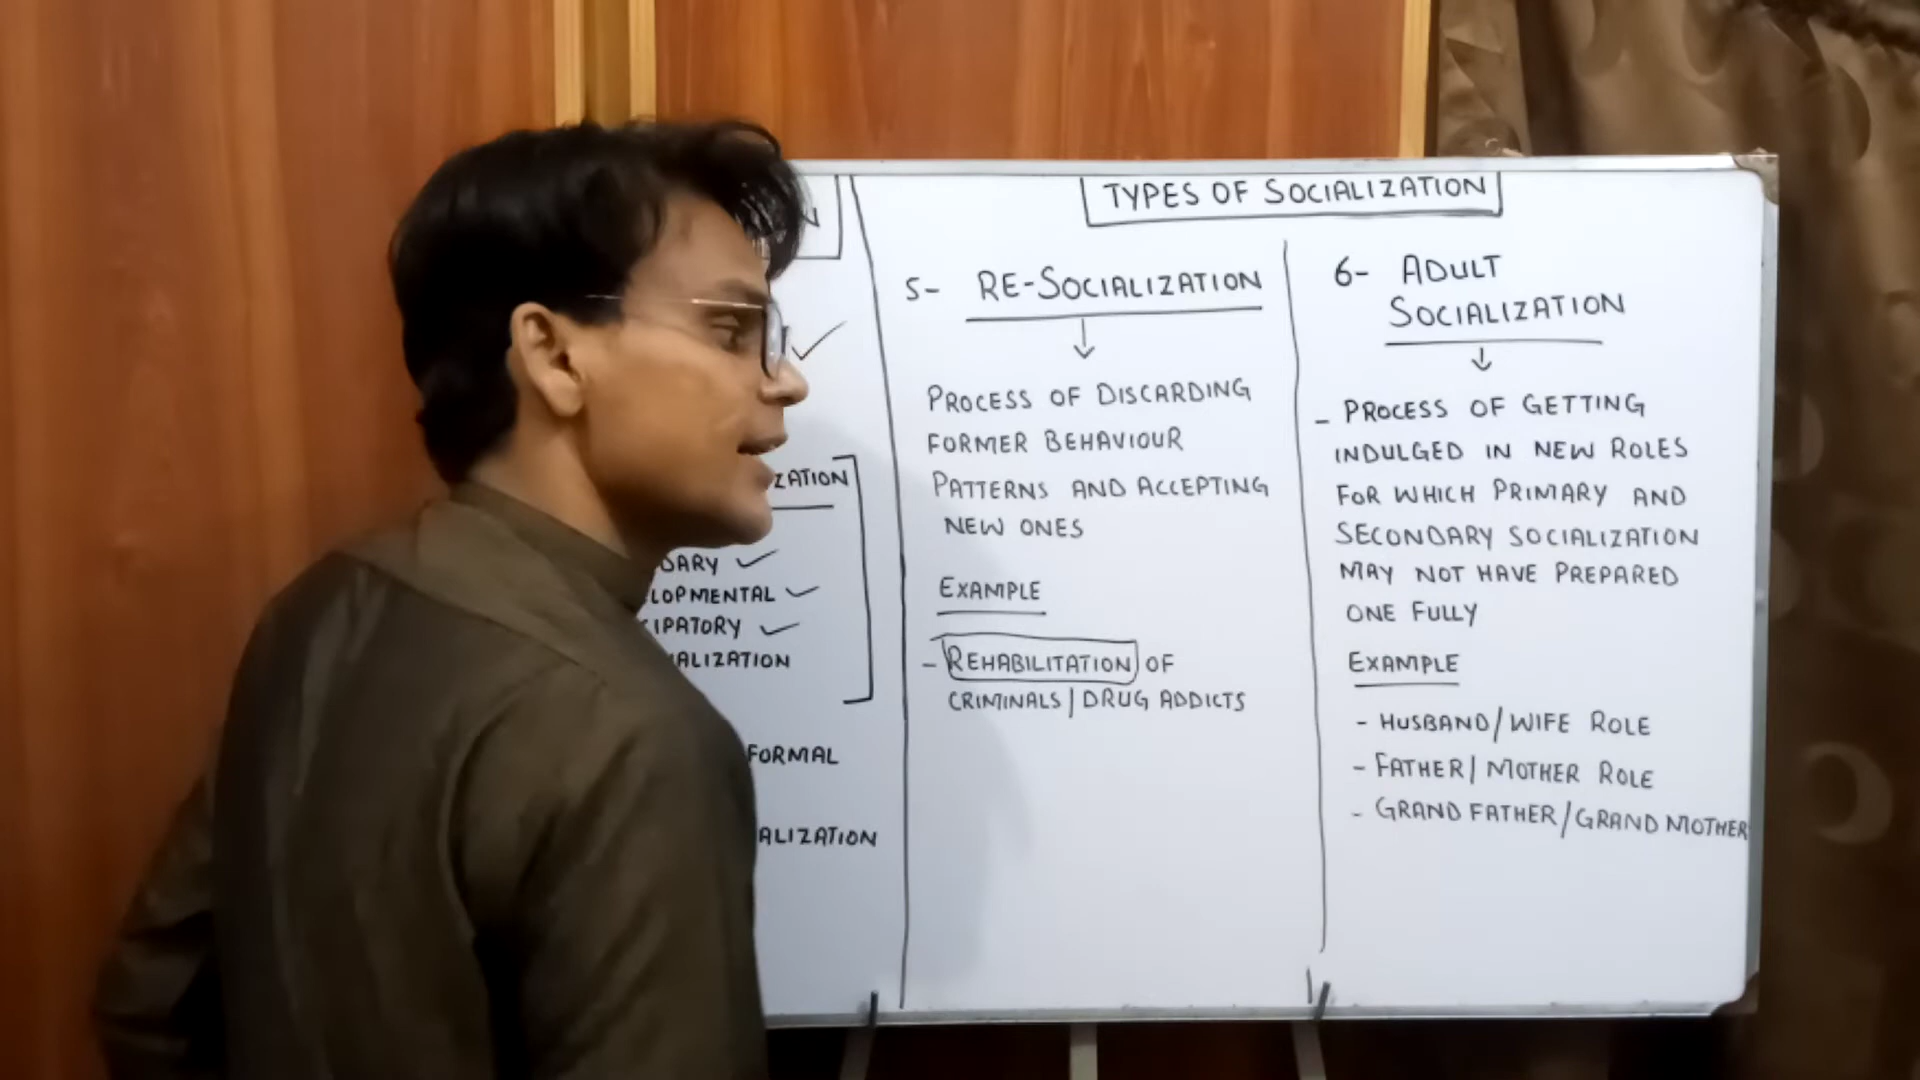 TYPES OF SOCIALIZATION
N
ZATION
DARY
LOPMENTAL
CIPATORY
ALIZATION
FORMAL
ALIZATION
5- RE-SOCIALIZATION
PROCESS OF DISCARDING
FORMER BEHAVIOUR
PATTERNS AND ACCEPTING
NEW ONES
EXAMPLE
- REHABILITATION OF
CRIMINALS/DRUG ADDICTS
6- ADULT
SOCIALIZATION
- PROCESS OF GETTING
INDULGED IN NEW ROLES
FOR WHICH PRIMARY AND
SECONDARY SOCIALIZATION
MAY NOT HAVE PREPARED
ONE FULLY
EXAMPLE
- HUSBAND/WIFE ROLE
- FATHER/MOTHER ROLE
- GRAND FATHER/GRAND MOTHER